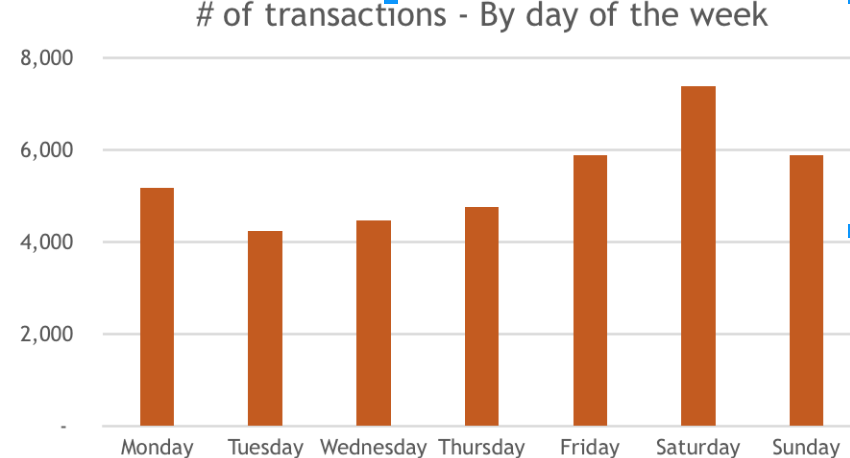 # of transactions - By day of the week
8,000
6,000
4,000
2,000
-
Monday Tuesday Wednesday Thursday Friday Saturday Sunday